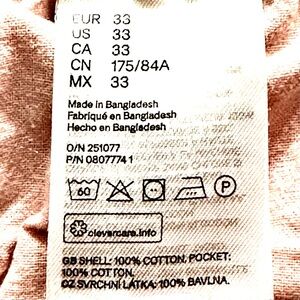 EUR 33
US 33
CA 33
CN 175/84A
MX 33
Made in Bangladesh
Fabriqué en Bangladesh
Hecho en Bangladesh
O/N 251077
P/N 0807774 1
60
P
clevercare.info
GB SHELL: 100% COTTON. POCKET:
100% COTTON.
CZ SVRCHNÍ LÁTKA: 100% BAVLNA.